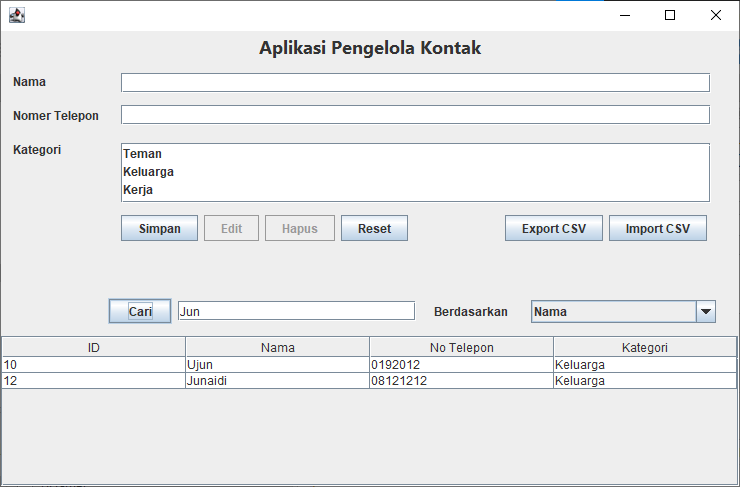 Aplikasi Pengelola Kontak
Nama
Nomer Telepon
Kategori
Teman
Keluarga
Kerja
Simpan Edit Hapus Reset Export CSV Import CSV
Cari Jun Berdasarkan Nama
ID Nama No Telepon Kategori
10 Ujun 0192012 Keluarga
12 Junaidi 08121212 Keluarga